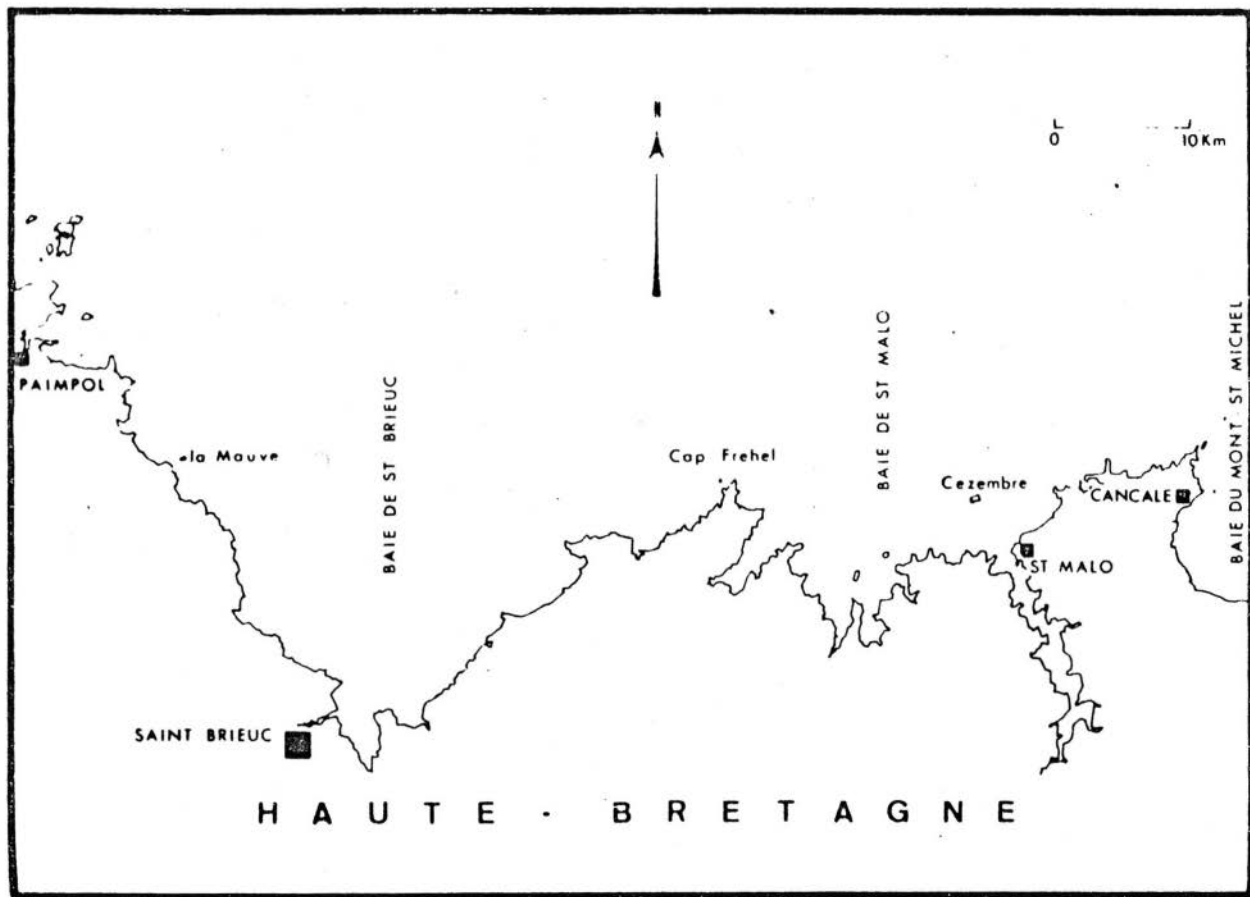 N
0 10 Km
PAIMPOL
la Mauve
BAIE DE ST BRIEUC
Cap Frehel
BAIE DE ST MALO
Cezembre
CANCALE
BAIE DU MONT ST MICHEL
ST MALO
SAINT BRIEUC
HAUTE - BRETAGNE